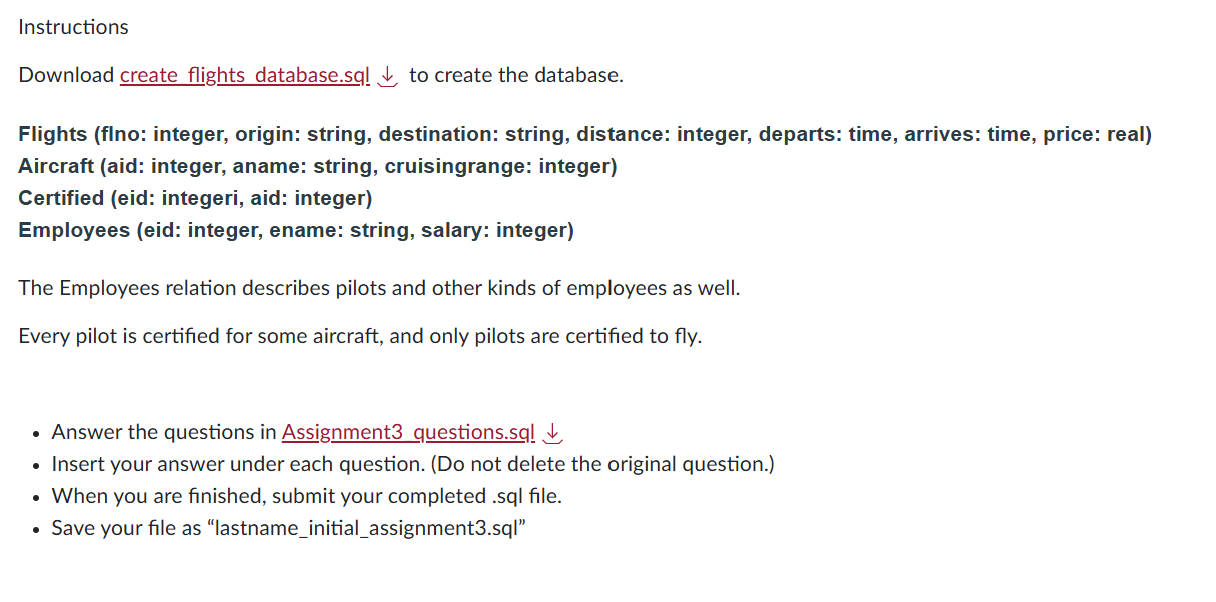 Instructions
Download create_flights_database.sql to create the database.
Flights (flno: integer, origin: string, destination: string, distance: integer, departs: time, arrives: time, price: real)
Aircraft (aid: integer, aname: string, cruisingrange: integer)
Certified (eid: integeri, aid: integer)
Employees (eid: integer, ename: string, salary: integer)
The Employees relation describes pilots and other kinds of employees as well.
Every pilot is certified for some aircraft, and only pilots are certified to fly.
• Answer the questions in Assignment3_questions.sql
• Insert your answer under each question. (Do not delete the original question.)
• When you are finished, submit your completed .sql file.
• Save your file as “lastname_initial_assignment3.sql”